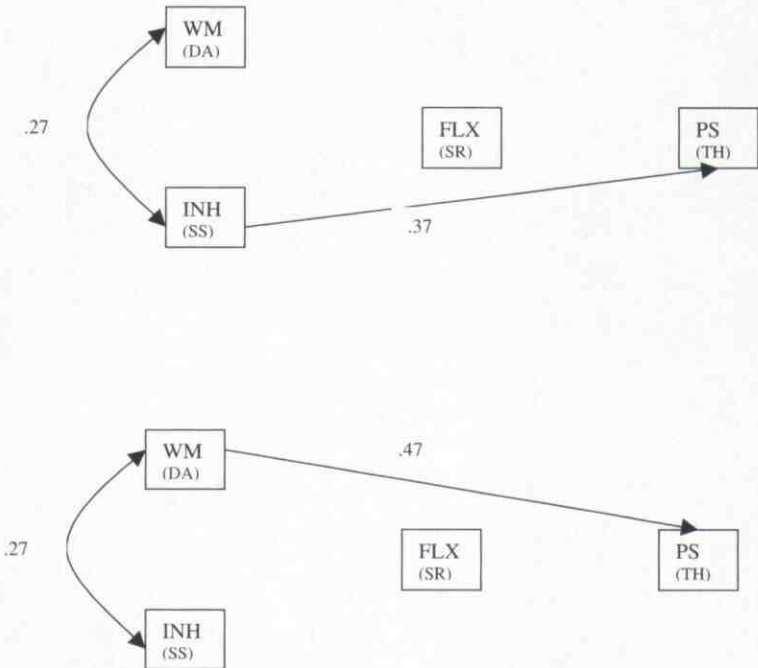 WM
(DA)
.27
FLX
(SR)
PS
(TH)
INH
(SS)
.37
WM
(DA)
.47
.27
FLX
(SR)
PS
(TH)
INH
(SS)